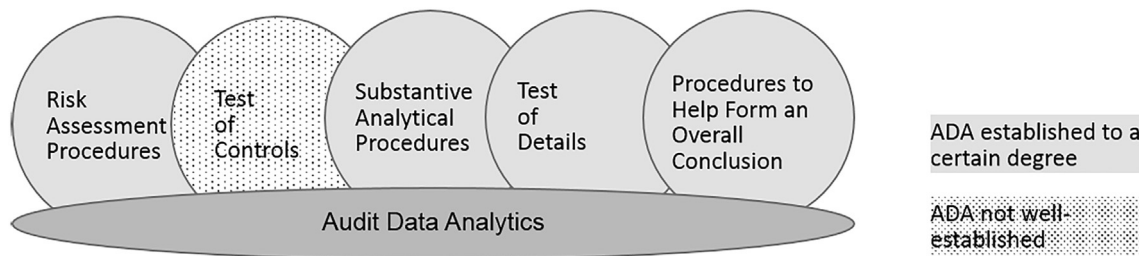 Risk
Assessment
Procedures
Test
of
Controls
Substantive
Analytical
Procedures
Test
of
Details
Procedures to
Help Form an
Overall
Conclusion
Audit Data Analytics
ADA established to a
certain degree
ADA not well-
established